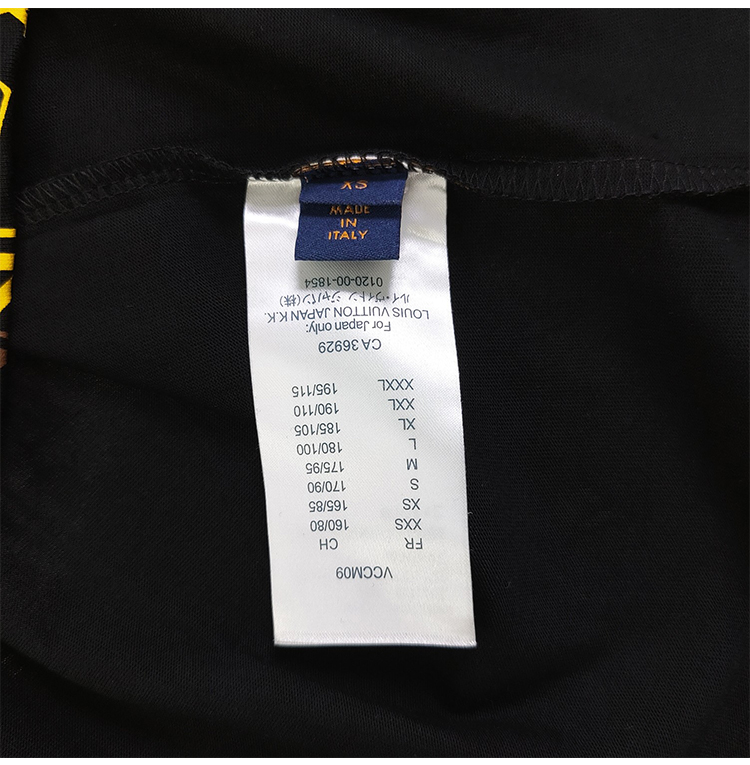 XS
MADE
IN
ITALY
VCCM09
FR CH
XXS 160/80
XS 165/85
S 170/90
M 175/95
L 180/100
XL 185/105
XXL 190/110
XXXL 195/115
CA 36929
For Japan only:
LOUIS VUITTON JAPAN K.K.
ルイ・ヴィトン ジャパン(株)
0120-00-1854